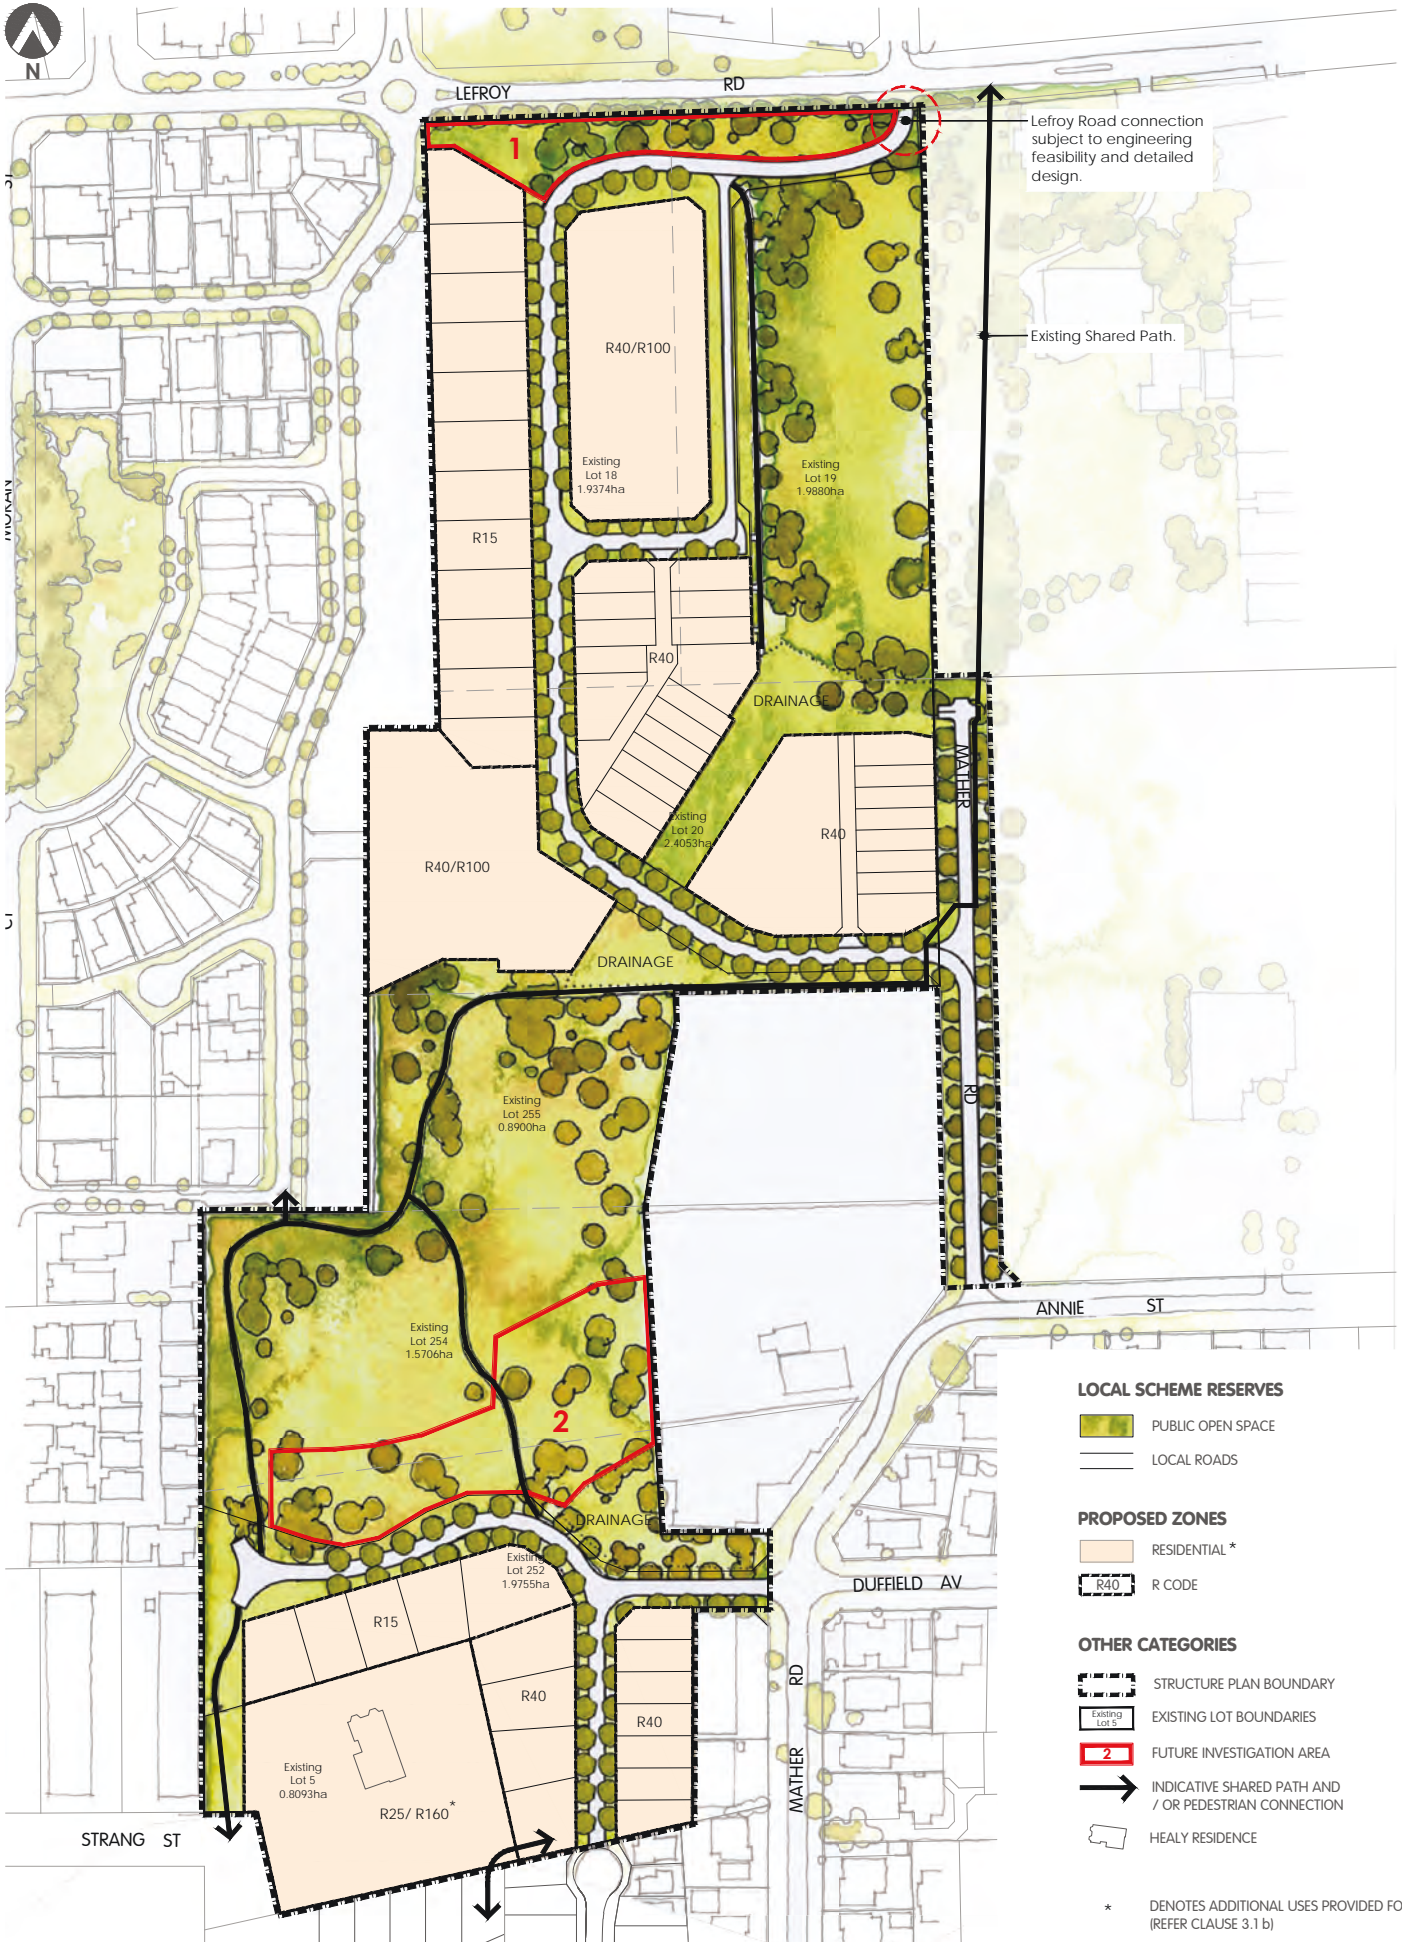 N
LEFROY RD
Lefroy Road connection
subject to engineering
feasibility and detailed
design.
1
ST
Existing Shared Path.
R40/R100
Existing
Lot 18
1.9374ha
Existing
Lot 19
1.9880ha
MORAN
R15
R40
DRAINAGE
MATHER
Existing
Lot 20
2.4053ha
R40
R40/R100
CT
DRAINAGE
RD
Existing
Lot 255
0.8900ha
ANNIE ST
Existing
Lot 254
1.5706ha
2
DRAINAGE
Existing
Lot 252
1.9755ha
DUFFIELD AV
R15
R40
R40
MATHER RD
Existing
Lot 5
0.8093ha
R25/ R160*
STRANG ST
LOCAL SCHEME RESERVES
PUBLIC OPEN SPACE
LOCAL ROADS
PROPOSED ZONES
RESIDENTIAL *
R40 R CODE
OTHER CATEGORIES
STRUCTURE PLAN BOUNDARY
Existing
Lot 5
EXISTING LOT BOUNDARIES
2 FUTURE INVESTIGATION AREA
INDICATIVE SHARED PATH AND
/ OR PEDESTRIAN CONNECTION
HEALY RESIDENCE
* DENOTES ADDITIONAL USES PROVIDED FO
(REFER CLAUSE 3.1 b)